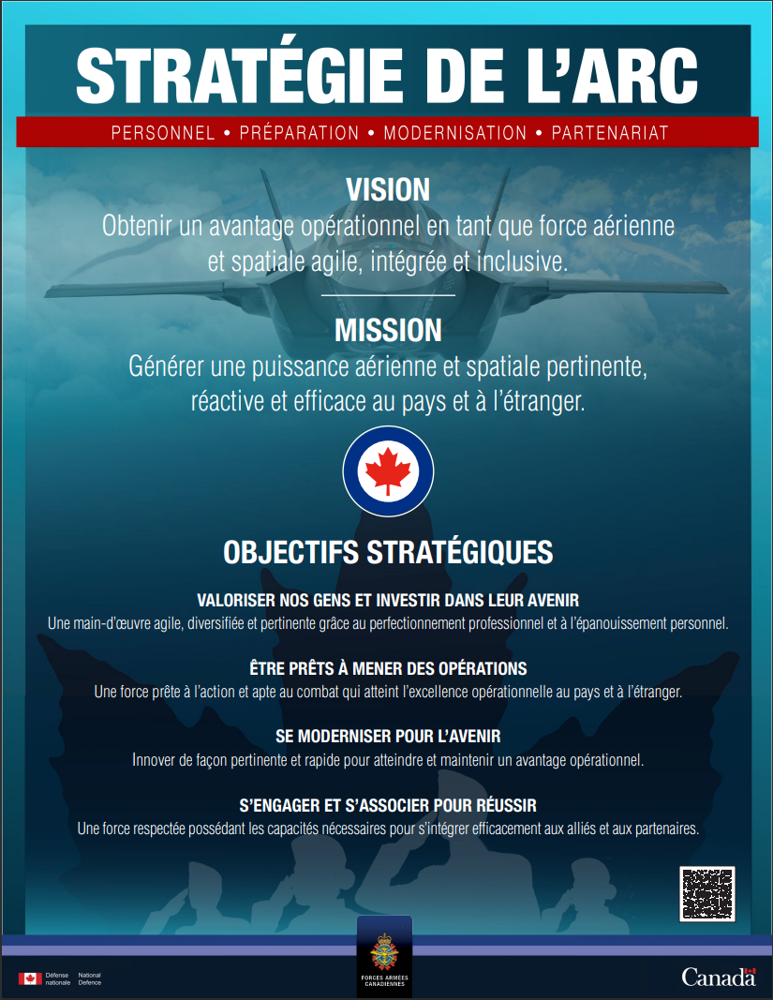 STRATÉGIE DE L’ARC
PERSONNEL • PRÉPARATION • MODERNISATION • PARTENARIAT
VISION
Obtenir un avantage opérationnel en tant que force aérienne
et spatiale agile, intégrée et inclusive.
MISSION
Générer une puissance aérienne et spatiale pertinente,
réactive et efficace au pays et à l’étranger.
OBJECTIFS STRATÉGIQUES
VALORISER NOS GENS ET INVESTIR DANS LEUR AVENIR
Une main-d’œuvre agile, diversifiée et pertinente grâce au perfectionnement professionnel et à l’épanouissement personnel.
ÊTRE PRÊTS À MENER DES OPÉRATIONS
Une force prête à l’action et apte au combat qui atteint l’excellence opérationnelle au pays et à l’étranger.
SE MODERNISER POUR L’AVENIR
Innover de façon pertinente et rapide pour atteindre et maintenir un avantage opérationnel.
S’ENGAGER ET S’ASSOCIER POUR RÉUSSIR
Une force respectée possédant les capacités nécessaires pour s’intégrer efficacement aux alliés et aux partenaires.
Défense nationale
National Defence
FORCES ARMÉES
CANADIENNES
Canada